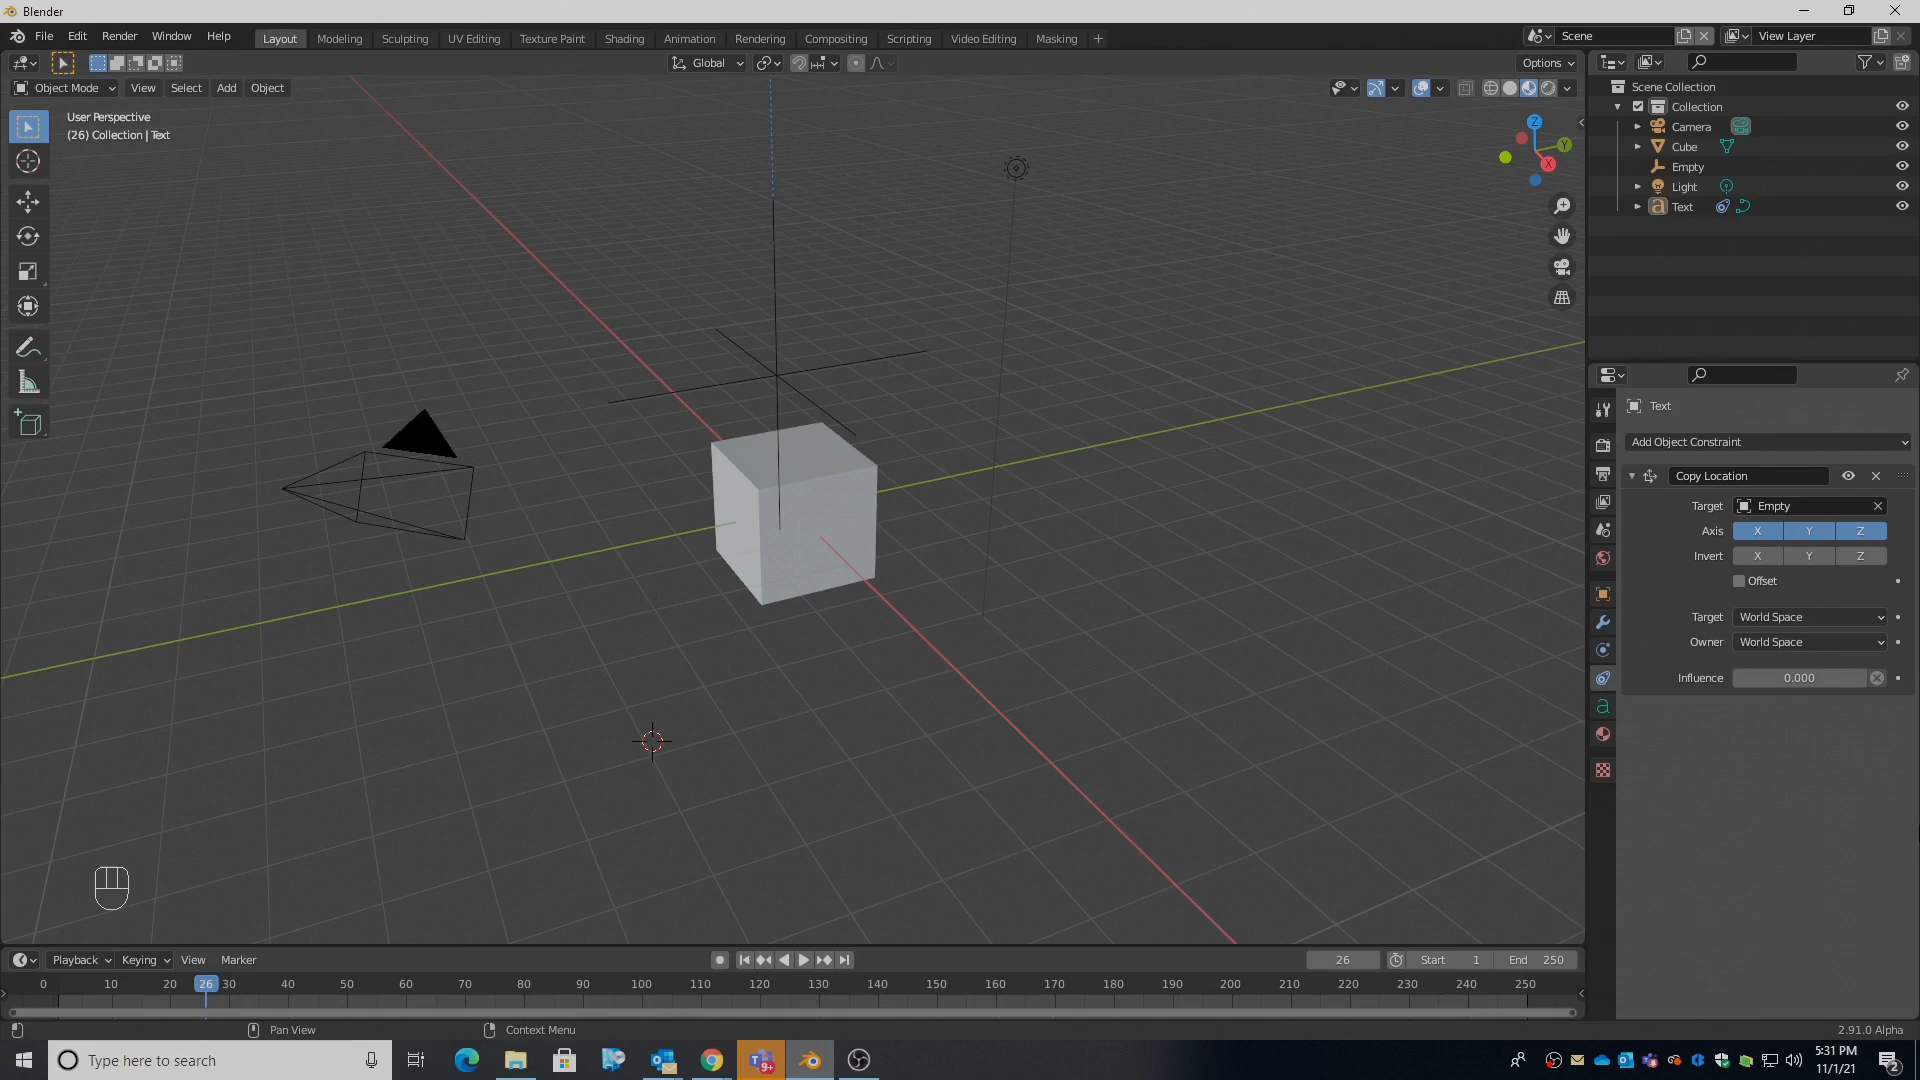 Blender
File Edit Render Window Help Layout Modeling Sculpting UV Editing Texture Paint Shading Animation Rendering Compositing Scripting Video Editing Masking + Scene View Layer
Global Options
Object Mode View Select Add Object
User Perspective
(26) Collection | Text
Z
Y
X
Scene Collection
Collection
Camera
Cube
Empty
Light
Text
Text
Add Object Constraint
Copy Location
Target Empty
Axis X Y Z
Invert X Y Z
Offset
Target World Space
Owner World Space
Influence 0.000
Playback Keying View Marker 26 Start 1 End 250
0 10 20 26 30 40 50 60 70 80 90 100 110 120 130 140 150 160 170 180 190 200 210 220 230 240 250
Pan View Context Menu 2.91.0 Alpha
Type here to search 9+ 5:31 PM
11/1/21
2